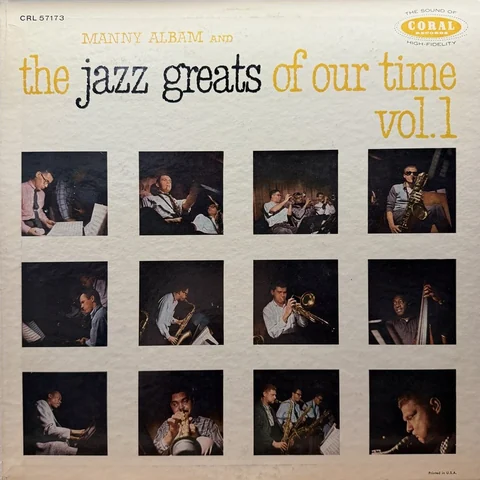 CRL 57173
THE SOUND OF
CORAL
RECORDS
HIGH-FIDELITY
MANNY ALBAM AND
the jazz greats of our time
vol.1
Printed in U.S.A.